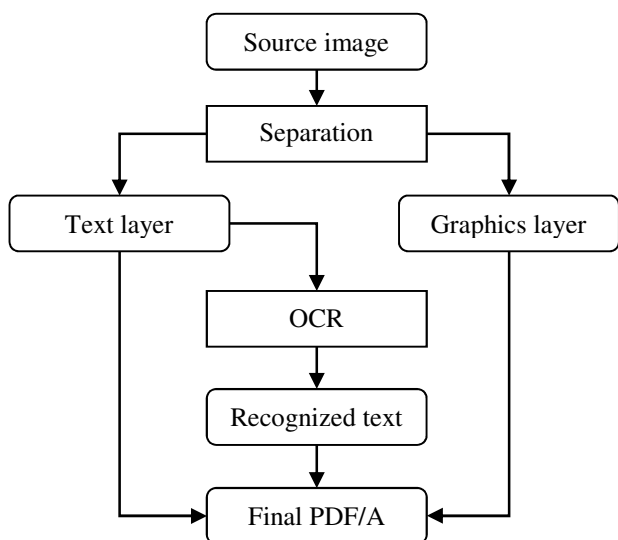 Source image
Separation
Text layer
Graphics layer
OCR
Recognized text
Final PDF/A